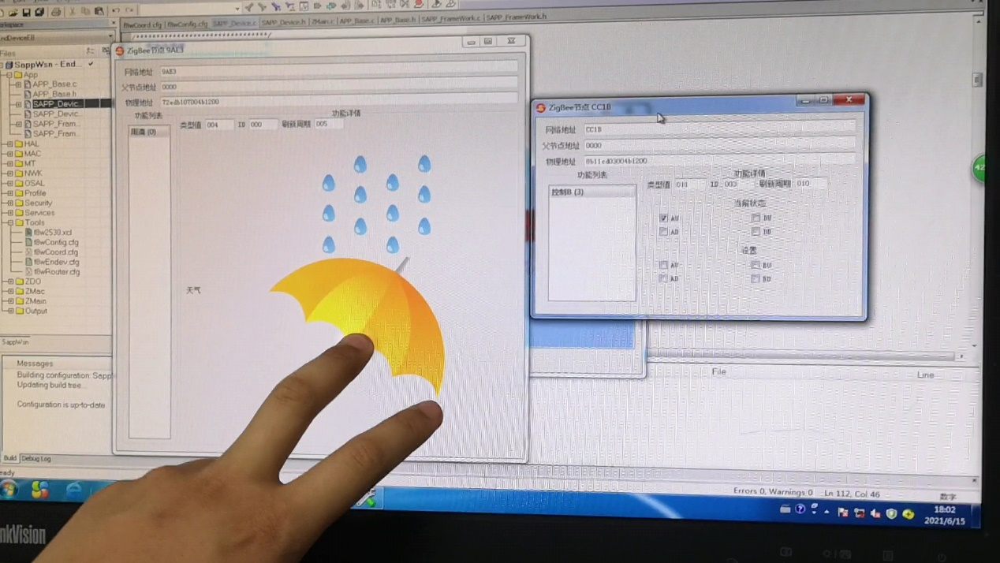 f8wCoord.cfg | f8wConfig.cfg | SAPP_Device.c | SAPP_Device.h | ZMain.c | APP_Base.c | APP_Base.h | SAPP_FrameWork.c | SAPP_FrameWork.h
Files
SappWsn - End...
App
APP_Base.c
APP_Base.h
SAPP_Devic...
SAPP_Devic...
SAPP_Fram...
SAPP_Fram...
HAL
MAC
MT
NWK
OSAL
Profile
Security
Services
Tools
f8w2530.xcl
f8wConfig.cfg
f8wCoord.cfg
f8wEndev.cfg
f8wRouter.cfg
ZDO
ZMac
ZMain
Output
SappWsn
ZigBee节点 9AE3
网络地址 9AE3
父节点地址 0000
物理地址
功能列表 功能详情
雨滴 (0)
类型值 004 ID 000 刷新周期 005
天气
ZigBee节点 CC1B
网络地址 CC1B
父节点地址 0000
物理地址 0b11ed03004b1200
功能列表 功能详情
控制B (3)
类型值 011 ID 003 刷新周期 010
当前状态
AU BU
AD BD
设置
AU BU
AD BD
Messages File Line
Building configuration: Sapp
Updating build tree...
Configuration is up-to-date.
Build Debug Log
Errors 0, Warnings 0 Ln 112, Col 46 数字
42
18:02
2021/6/15
nkVision